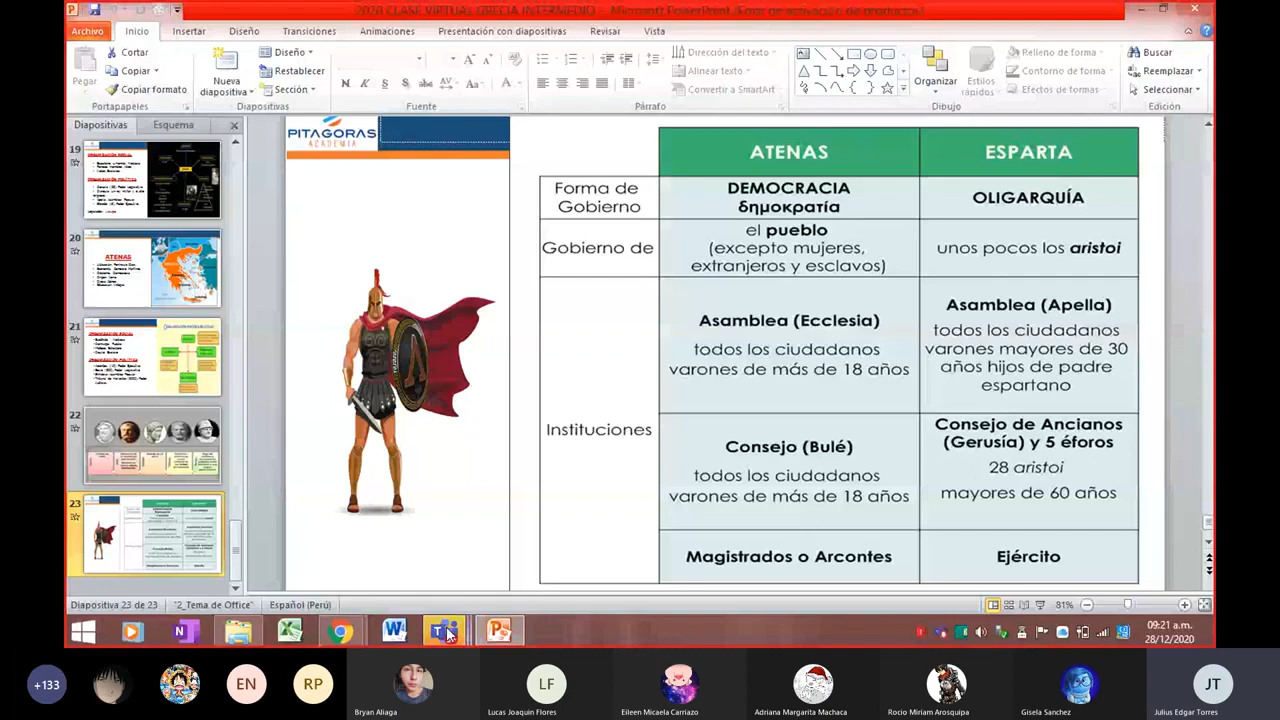 2020 CLASE VIRTUAL GRECIA INTERMEDIO - Microsoft PowerPoint (Error de activación de productos)
Archivo Inicio Insertar Diseño Transiciones Animaciones Presentación con diapositivas Revisar Vista
Pegar
Cortar
Copiar
Copiar formato
Portapapeles
Nueva
diapositiva
Diseño
Restablecer
Sección
Diapositivas
Fuente
Párrafo
Dirección del texto
Alinear texto
Convertir a SmartArt
Organizar
Estilos
rápidos
Relleno de forma
Contorno de forma
Efectos de formas
Dibujo
Buscar
Reemplazar
Seleccionar
Edición
Diapositivas Esquema
19
20
ATENAS
21
22
23
PITAGORAS
ACADEMIA
ATENAS ESPARTA
Forma de
Gobierno
DEMOCRACIA
δημοκρατία
OLIGARQUÍA
Gobierno de
el pueblo
(excepto mujeres,
extranjeros y esclavos)
unos pocos los aristoi
Instituciones
Asamblea (Ecclesia)
todos los ciudadanos
varones de más de 18 años
Asamblea (Apella)
todos los ciudadanos
varones mayores de 30
años hijos de padre
espartano
Consejo (Bulé)
todos los ciudadanos
varones de más de 18 años
Consejo de Ancianos
(Gerusía) y 5 éforos
28 aristoi
mayores de 60 años
Magistrados o Arcontes
Ejército
Diapositiva 23 de 23 "2_Tema de Office" Español (Perú) 81%
09:21 a.m.
28/12/2020
+133 EN RP LF JT
Bryan Aliaga Lucas Joaquin Flores Eileen Micaela Carriazo Adriana Margarita Machaca Rocio Miriam Arosquipa Gisela Sanchez Julius Edgar Torres